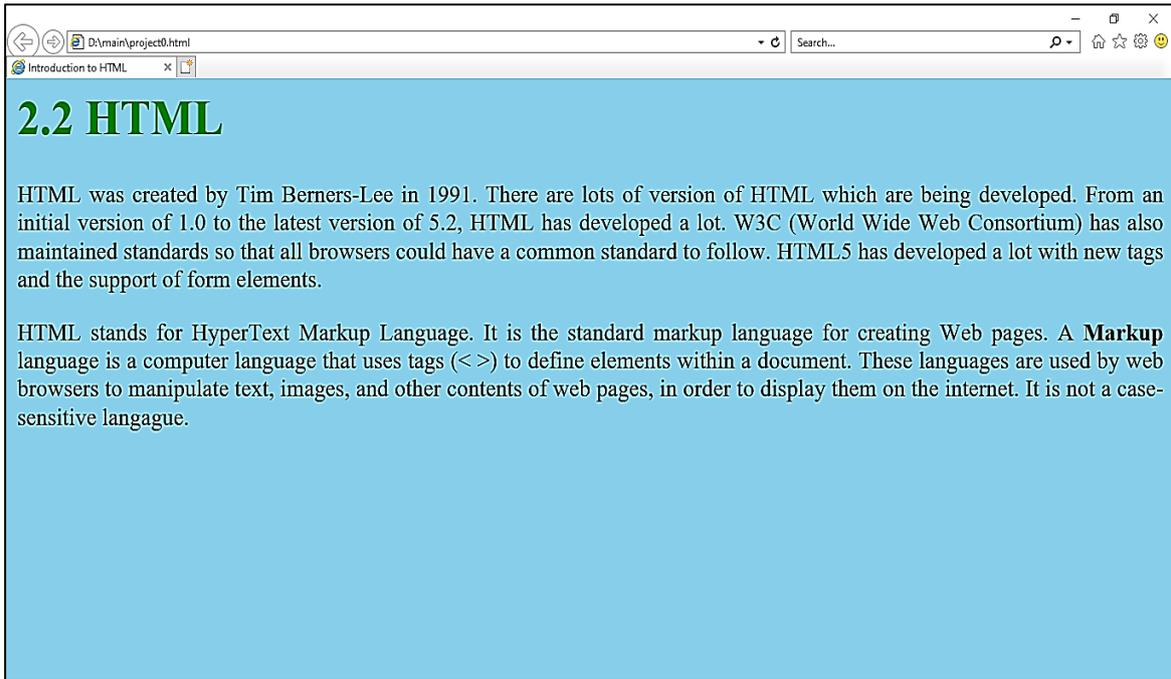 D:\main\project0.html
Search...
Introduction to HTML
2.2 HTML
HTML was created by Tim Berners-Lee in 1991. There are lots of version of HTML which are being developed. From an
initial version of 1.0 to the latest version of 5.2, HTML has developed a lot. W3C (World Wide Web Consortium) has also
maintained standards so that all browsers could have a common standard to follow. HTML5 has developed a lot with new tags
and the support of form elements.
HTML stands for HyperText Markup Language. It is the standard markup language for creating Web pages. A Markup
language is a computer language that uses tags (< >) to define elements within a document. These languages are used by web
browsers to manipulate text, images, and other contents of web pages, in order to display them on the internet. It is not a case-
sensitive langague.